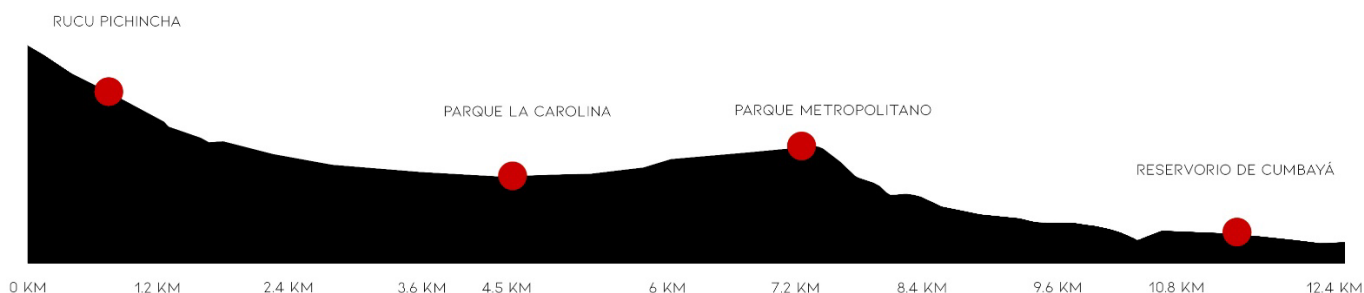 RUCU PICHINCHA
PARQUE LA CAROLINA
PARQUE METROPOLITANO
RESERVORIO DE CUMBAYÁ
0 KM 1.2 KM 2.4 KM 3.6 KM 4.5 KM 6 KM 7.2 KM 8.4 KM 9.6 KM 10.8 KM 12.4 KM